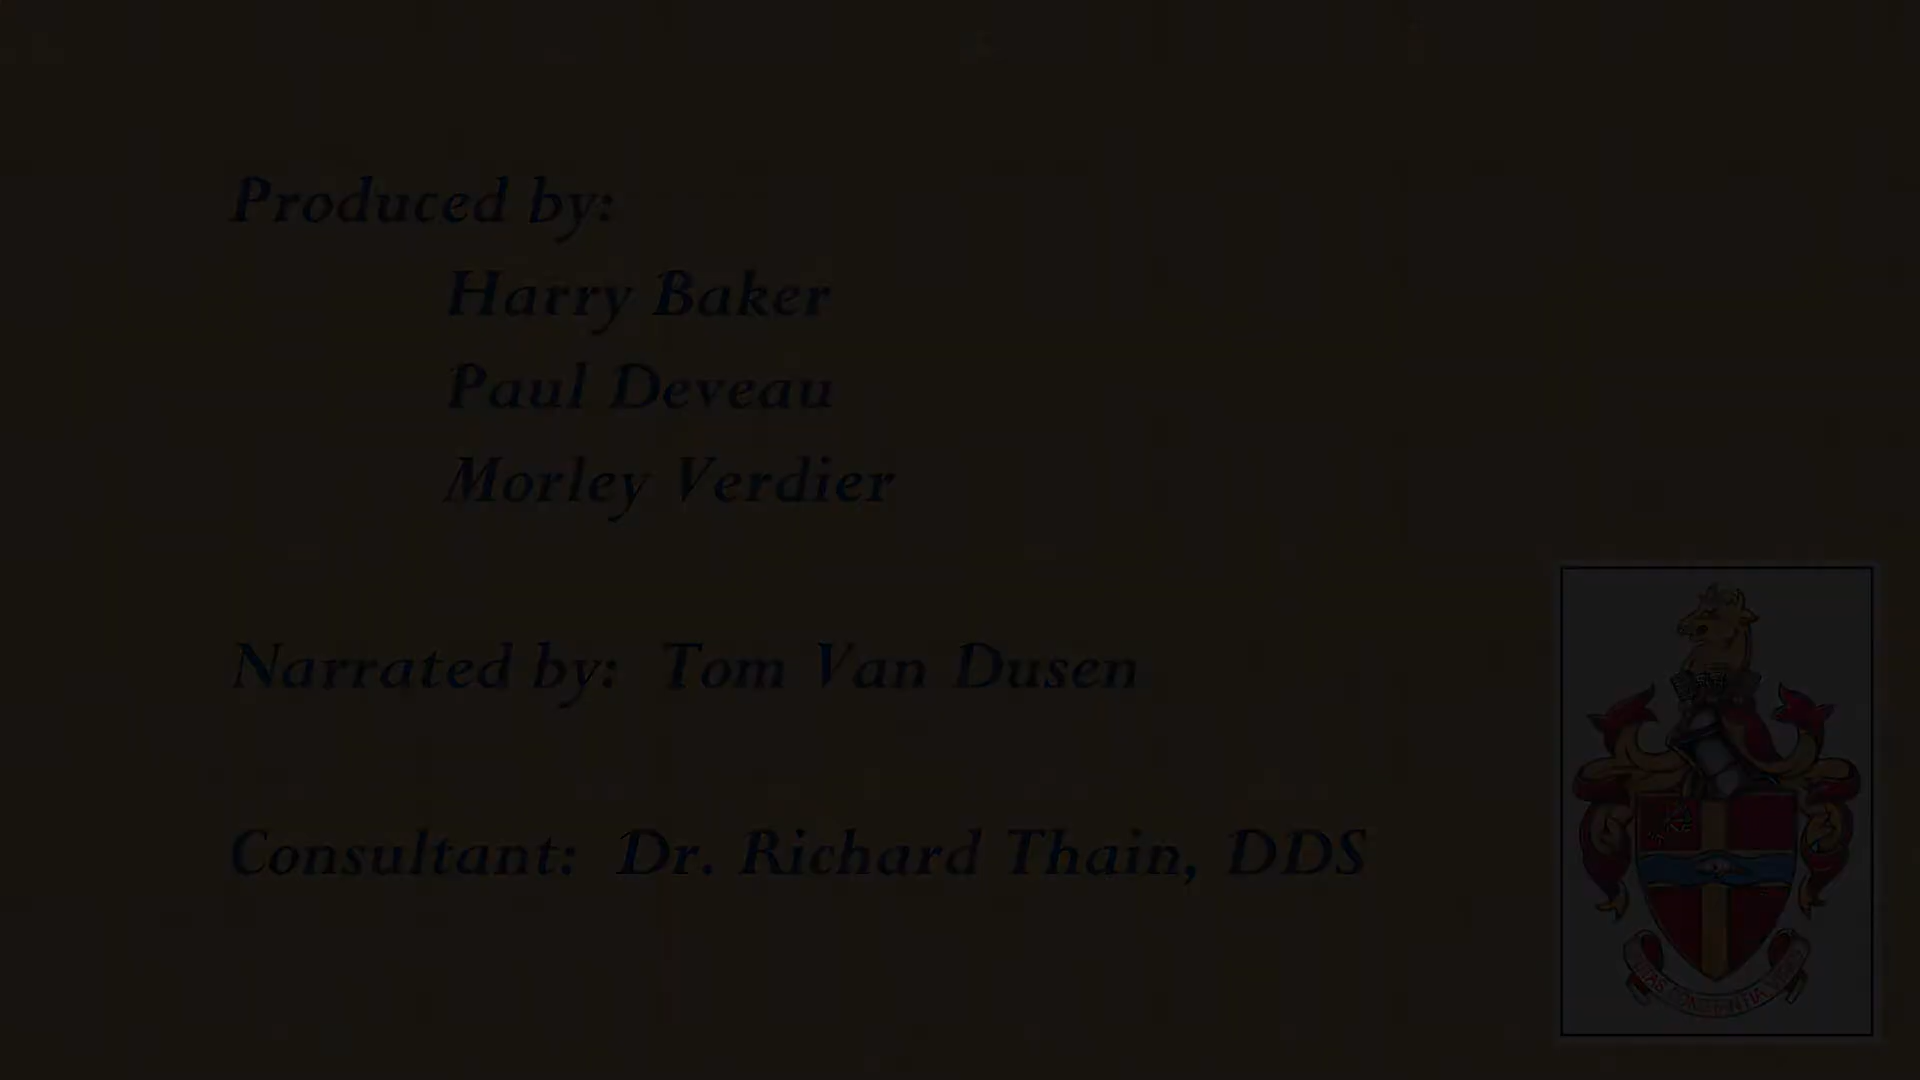 Produced by:
Harry Baker
Paul Deveau
Morley Verdier
Narrated by: Tom Van Dusen
Consultant: Dr. Richard Thain, DDS